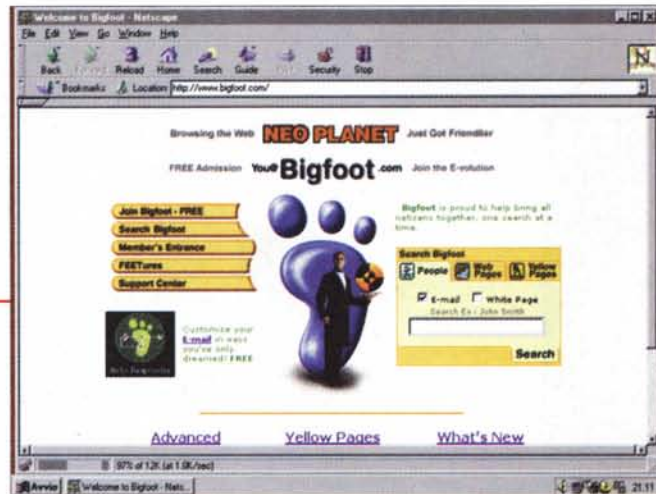 Welcome to Bigfoot - Netscape
File Edit View Go Window Help
Back Forward Reload Home Search Guide Print Security Stop
Bookmarks Location http://www.bigfoot.com/
Browsing the Web NEO PLANET Just Got Friendlier
FREE Admission You@Bigfoot.com Join the E-volution
Join Bigfoot - FREE
Search Bigfoot
Member's Entrance
FEETures
Support Center
Bigfoot is proud to help bring all
netizens together, one search at a
time.
Search Bigfoot
People Web Pages Yellow Pages
E-mail White Page
Search Ex: John Smith
Search
Customize your
E-mail in ways
you've only
dreamed! FREE
Advanced Yellow Pages What's New
97% of 12K (at 1.9K/sec)
Avvio Welcome to Bigfoot - Nets... 21.11